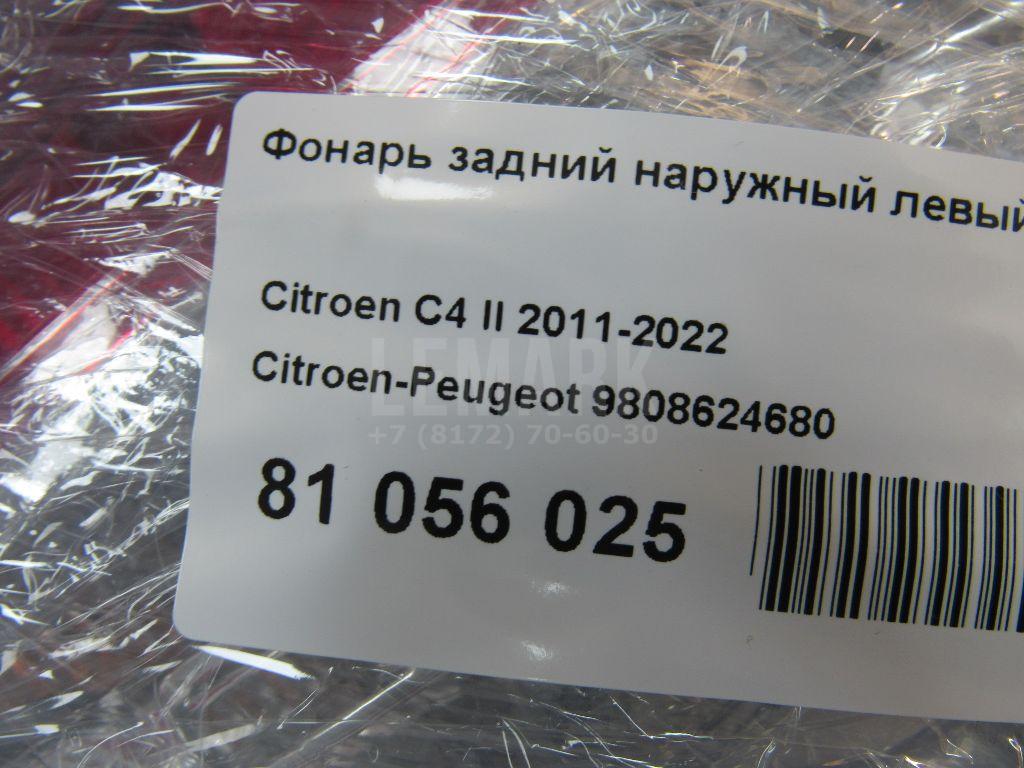 Фонарь задний наружный левый
Citroen C4 II 2011-2022
LEMARK
Citroen-Peugeot 9808624680
+7 (8172) 70-60-30
81 056 025